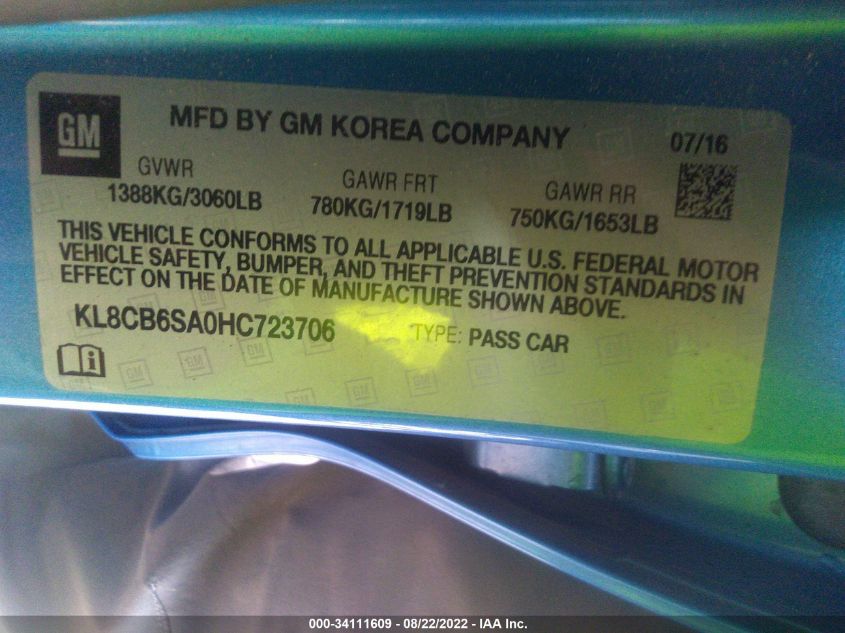 GM
MFD BY GM KOREA COMPANY
07/16
GVWR
1388KG/3060LB
GAWR FRT
780KG/1719LB
GAWR RR
750KG/1653LB
THIS VEHICLE CONFORMS TO ALL APPLICABLE U.S. FEDERAL MOTOR
VEHICLE SAFETY, BUMPER, AND THEFT PREVENTION STANDARDS IN
EFFECT ON THE DATE OF MANUFACTURE SHOWN ABOVE.
KL8CB6SA0HC723706
TYPE: PASS CAR
000-34111609 - 08/22/2022 - IAA Inc.